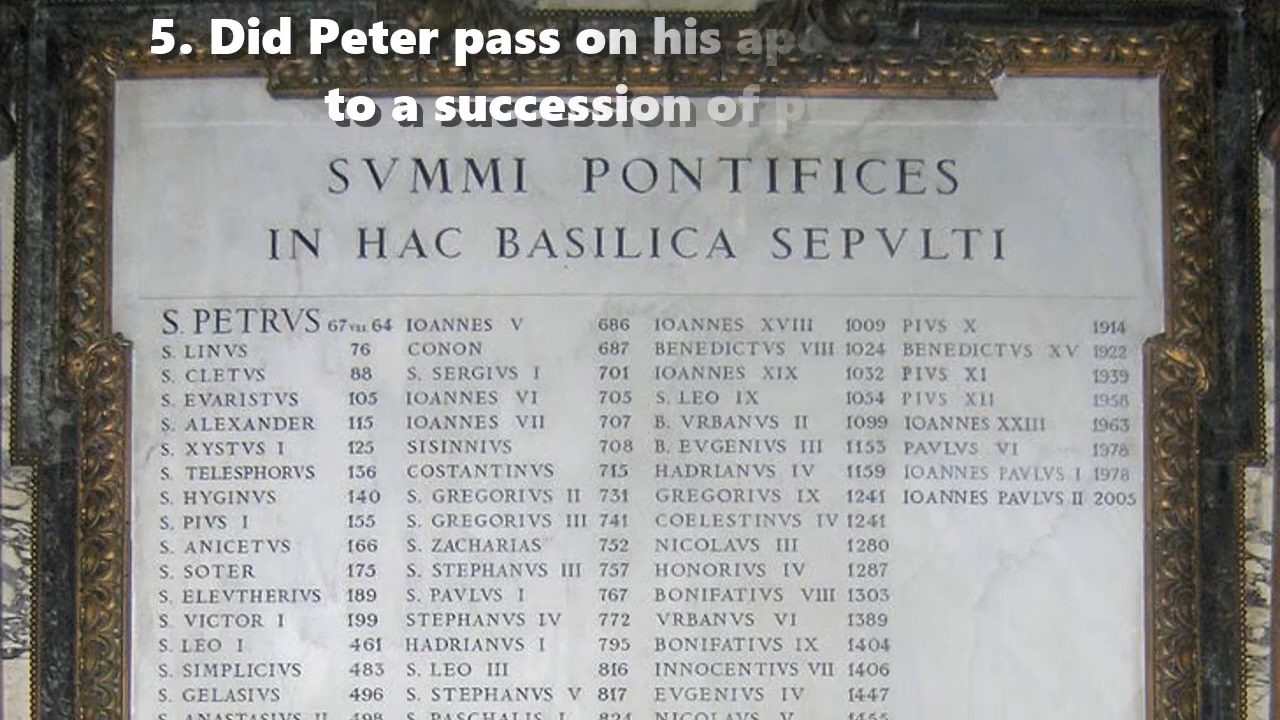 5. Did Peter pass on his
to a succession of
SVMMI PONTIFICES
IN HAC BASILICA SEPVLTI
S. PETRVS 67 64
S. LINVS 76
S. CLETVS 88
S. EVARISTVS 105
S. ALEXANDER 115
S. XYSTVS I 125
S. TELESPHORVS 136
S. HYGINVS 140
S. PIVS I 155
S. ANICETVS 166
S. SOTER 175
S. ELEVTHERIVS 189
S. VICTOR I 199
S. LEO I 461
S. SIMPLICIVS 483
S. GELASIVS 496
S. ANASTASIVS II 498
IOANNES V 686
CONON 687
S. SERGIVS I 701
IOANNES VI 705
IOANNES VII 707
SISINNIVS 708
COSTANTINVS 715
S. GREGORIVS II 731
S. GREGORIVS III 741
S. ZACHARIAS 752
S. STEPHANVS III 757
S. PAVLVS I 767
STEPHANVS IV 772
HADRIANVS I 795
S. LEO III 816
S. STEPHANVS V 817
S. PASCHALIS I 824
IOANNES XVIII 1009
BENEDICTVS VIII 1024
IOANNES XIX 1032
S. LEO IX 1054
B. VRBANVS II 1099
B. EVGENIVS III 1153
HADRIANVS IV 1159
GREGORIVS IX 1241
COELESTINVS IV 1241
NICOLAVS III 1280
HONORIVS IV 1287
BONIFATIVS VIII 1303
VRBANVS VI 1389
BONIFATIVS IX 1404
INNOCENTIVS VII 1406
EVGENIVS IV 1447
NICOLAVS V 1455
PIVS X 1914
BENEDICTVS XV 1922
PIVS XI 1939
PIVS XII 1958
IOANNES XXIII 1963
PAVLVS VI 1978
IOANNES PAVLVS I 1978
IOANNES PAVLVS II 2005